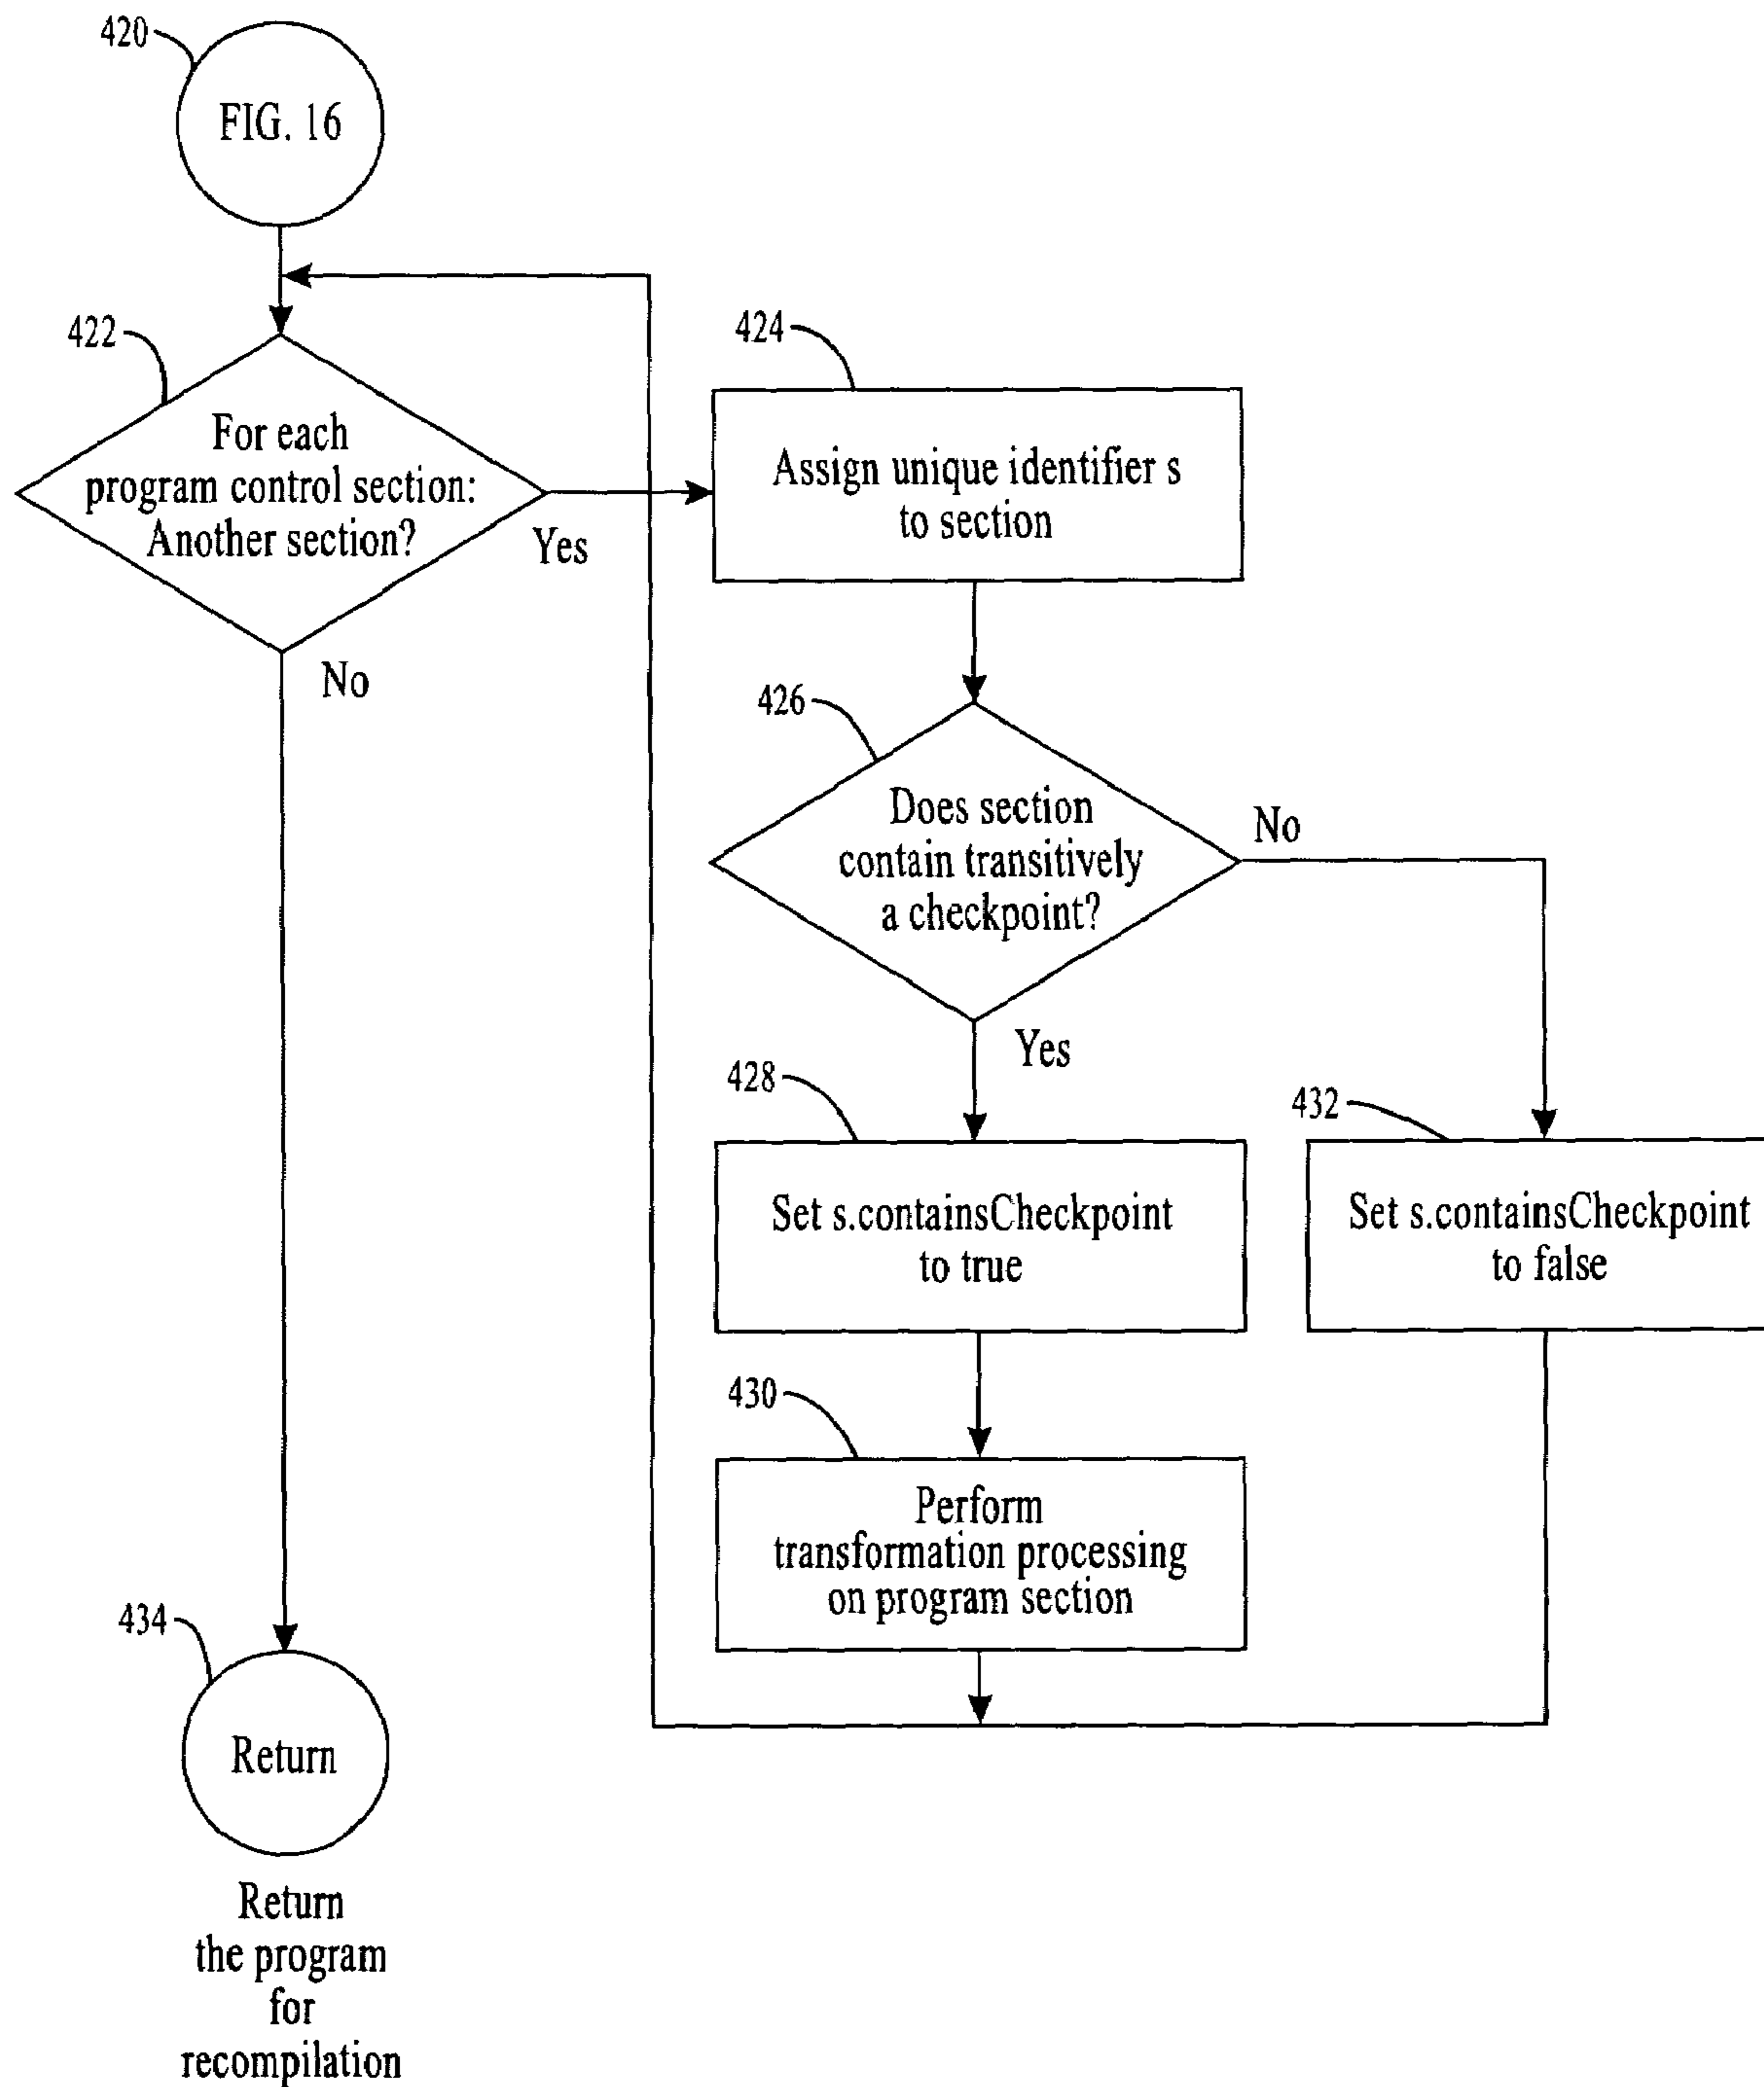 420
FIG. 16
422
For each
program control section:
Another section?
Yes
No
424
Assign unique identifier s
to section
426
Does section
contain transitively
a checkpoint?
No
Yes
428
Set s.containsCheckpoint
to true
432
Set s.containsCheckpoint
to false
430
Perform
transformation processing
on program section
434
Return
Return
the program
for
recompilation